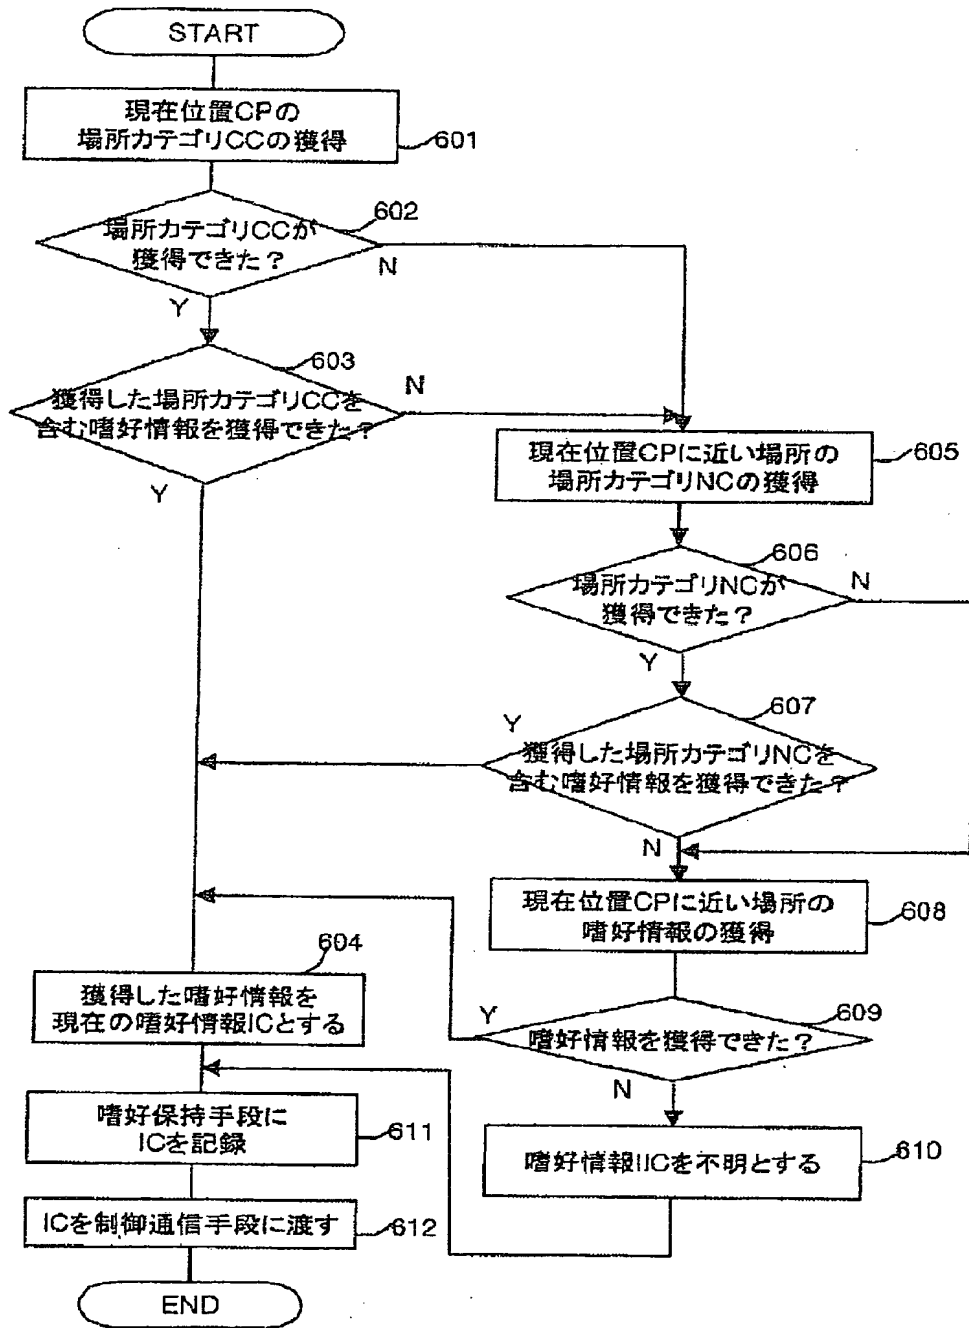 START
現在位置CPの
場所カテゴリCCの獲得
601
602
場所カテゴリCCが
獲得できた？
N
Y
603
獲得した場所カテゴリCCを
含む嗜好情報を獲得できた？
N
Y
現在位置CPに近い場所の
場所カテゴリNCの獲得
605
606
場所カテゴリNCが
獲得できた？
N
Y
607
獲得した場所カテゴリNCを
含む嗜好情報を獲得できた？
Y
N
現在位置CPに近い場所の
嗜好情報の獲得
608
604
獲得した嗜好情報を
現在の嗜好情報ICとする
609
嗜好情報を獲得できた？
Y
N
嗜好保持手段に
ICを記録
611
嗜好情報IICを不明とする
610
ICを制御通信手段に渡す
612
END